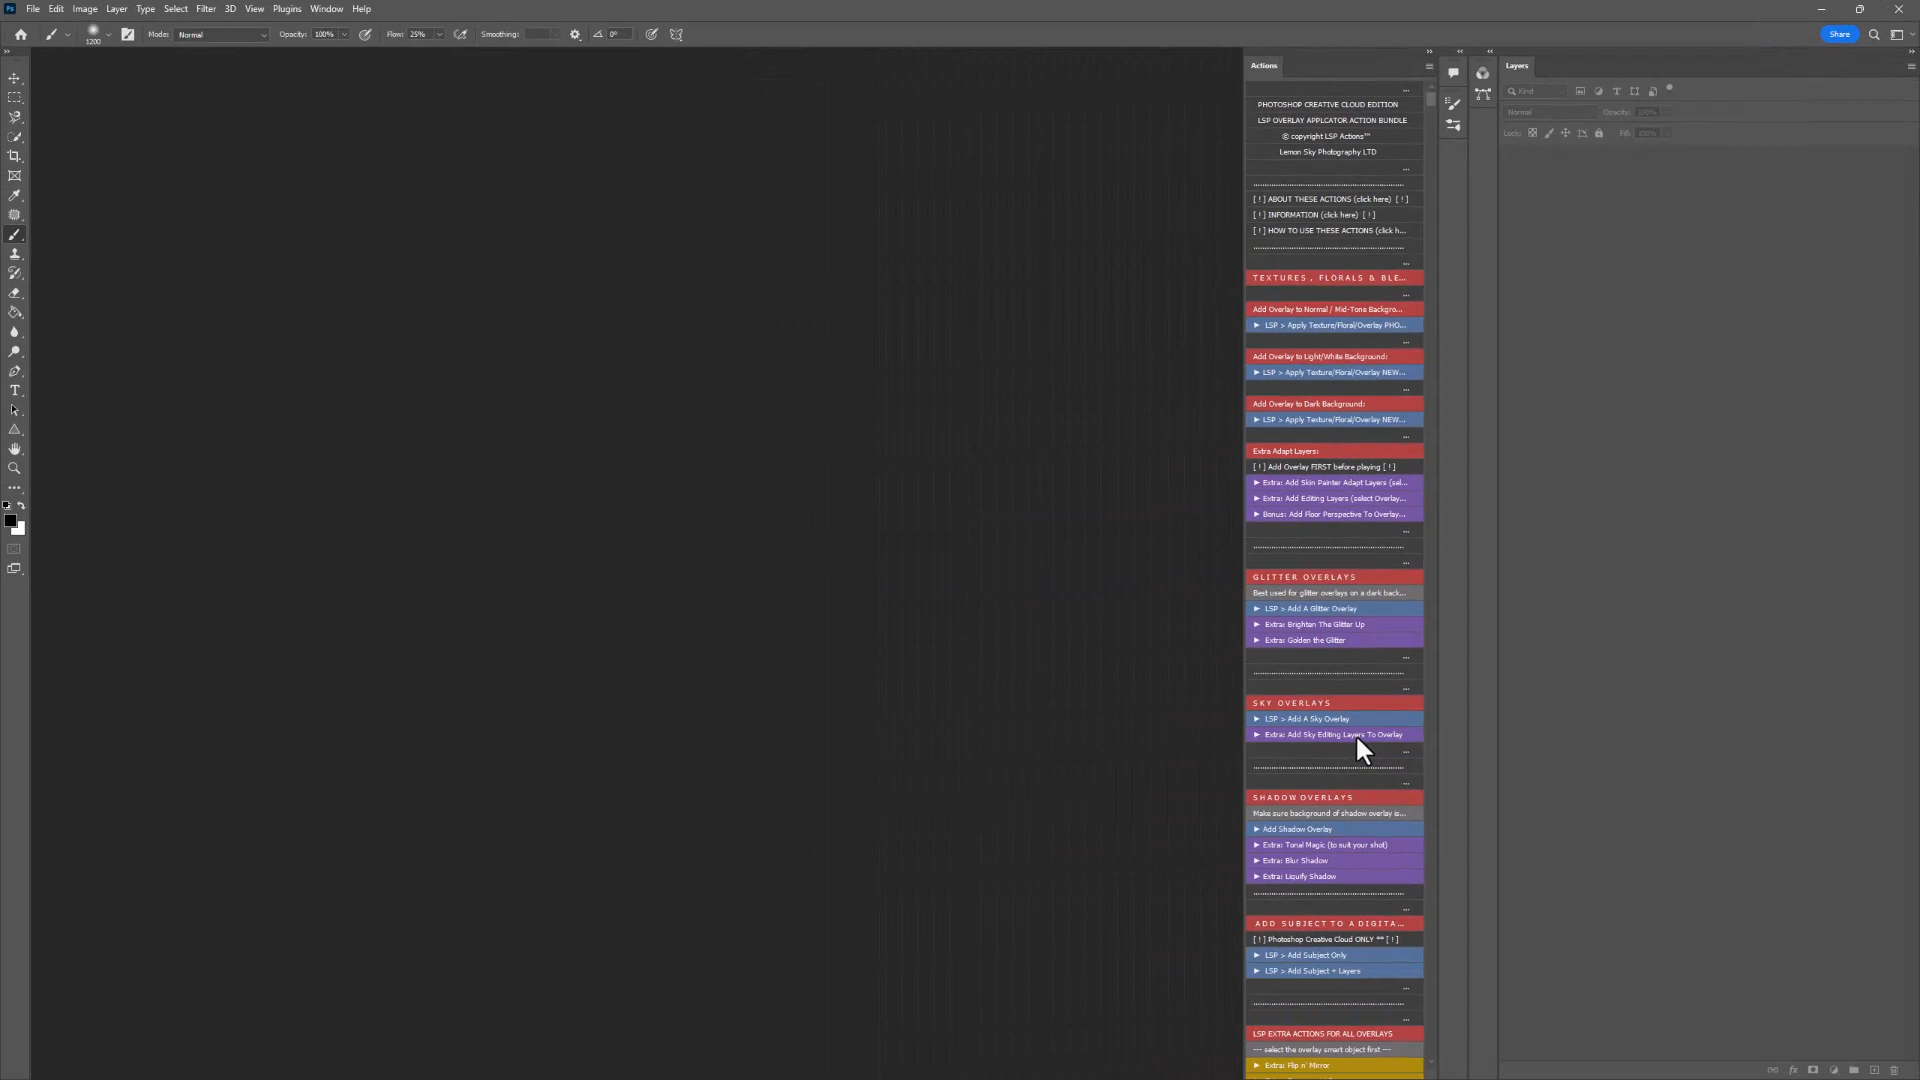 Ps File Edit Image Layer Type Select Filter 3D View Plugins Window Help
1200 Mode: Normal Opacity: 100% Flow: 25% Smoothing: 0° Share
Actions
...
PHOTOSHOP CREATIVE CLOUD EDITION
LSP OVERLAY APPLCATOR ACTION BUNDLE
© copyright LSP Actions™
Lemon Sky Photography LTD
...
[ ! ] ABOUT THESE ACTIONS (click here) [ ! ]
[ ! ] INFORMATION (click here) [ ! ]
[ ! ] HOW TO USE THESE ACTIONS (click h...
...
TEXTURES, FLORALS & BLE...
...
Add Overlay to Normal / Mid-Tone Backgro...
LSP > Apply Texture/Floral/Overlay PHO...
...
Add Overlay to Light/White Background:
LSP > Apply Texture/Floral/Overlay NEW...
...
Add Overlay to Dark Background:
LSP > Apply Texture/Floral/Overlay NEW...
...
Extra Adapt Layers:
[ ! ] Add Overlay FIRST before playing [ ! ]
Extra: Add Skin Painter Adapt Layers (sel...
Extra: Add Editing Layers (select Overlay...
Bonus: Add Floor Perspective To Overlay...
...
...
GLITTER OVERLAYS
Best used for glitter overlays on a dark back...
LSP > Add A Glitter Overlay
Extra: Brighten The Glitter Up
Extra: Golden the Glitter
...
...
SKY OVERLAYS
LSP > Add A Sky Overlay
Extra: Add Sky Editing Layers To Overlay
...
...
SHADOW OVERLAYS
Make sure background of shadow overlay is...
Add Shadow Overlay
Extra: Tonal Magic (to suit your shot)
Extra: Blur Shadow
Extra: Liquify Shadow
...
ADD SUBJECT TO A DIGITA...
[ ! ] Photoshop Creative Cloud ONLY ** [ ! ]
LSP > Add Subject Only
LSP > Add Subject + Layers
...
...
LSP EXTRA ACTIONS FOR ALL OVERLAYS
--- select the overlay smart object first ---
Extra: Flip n' Mirror
Layers
Kind
Normal Opacity: 100%
Lock: Fill: 100%